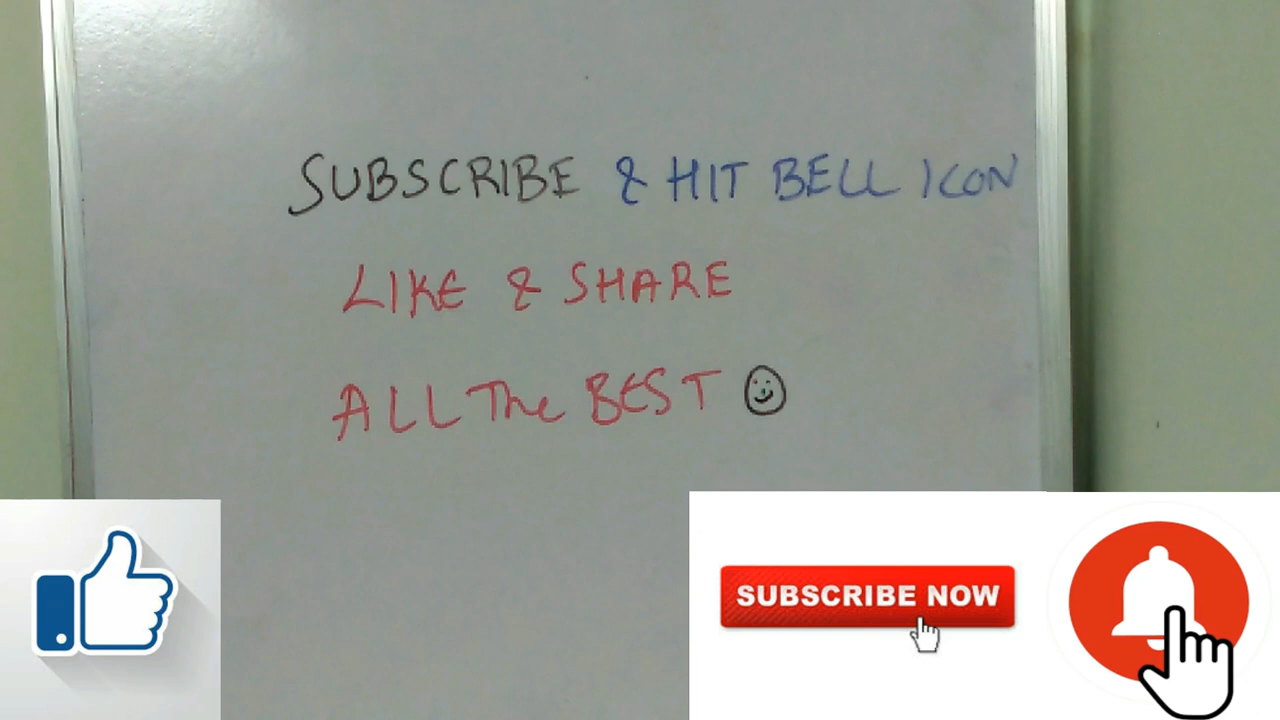 SUBSCRIBE & HIT BELL ICON
LIKE & SHARE
ALL The BEST
SUBSCRIBE NOW